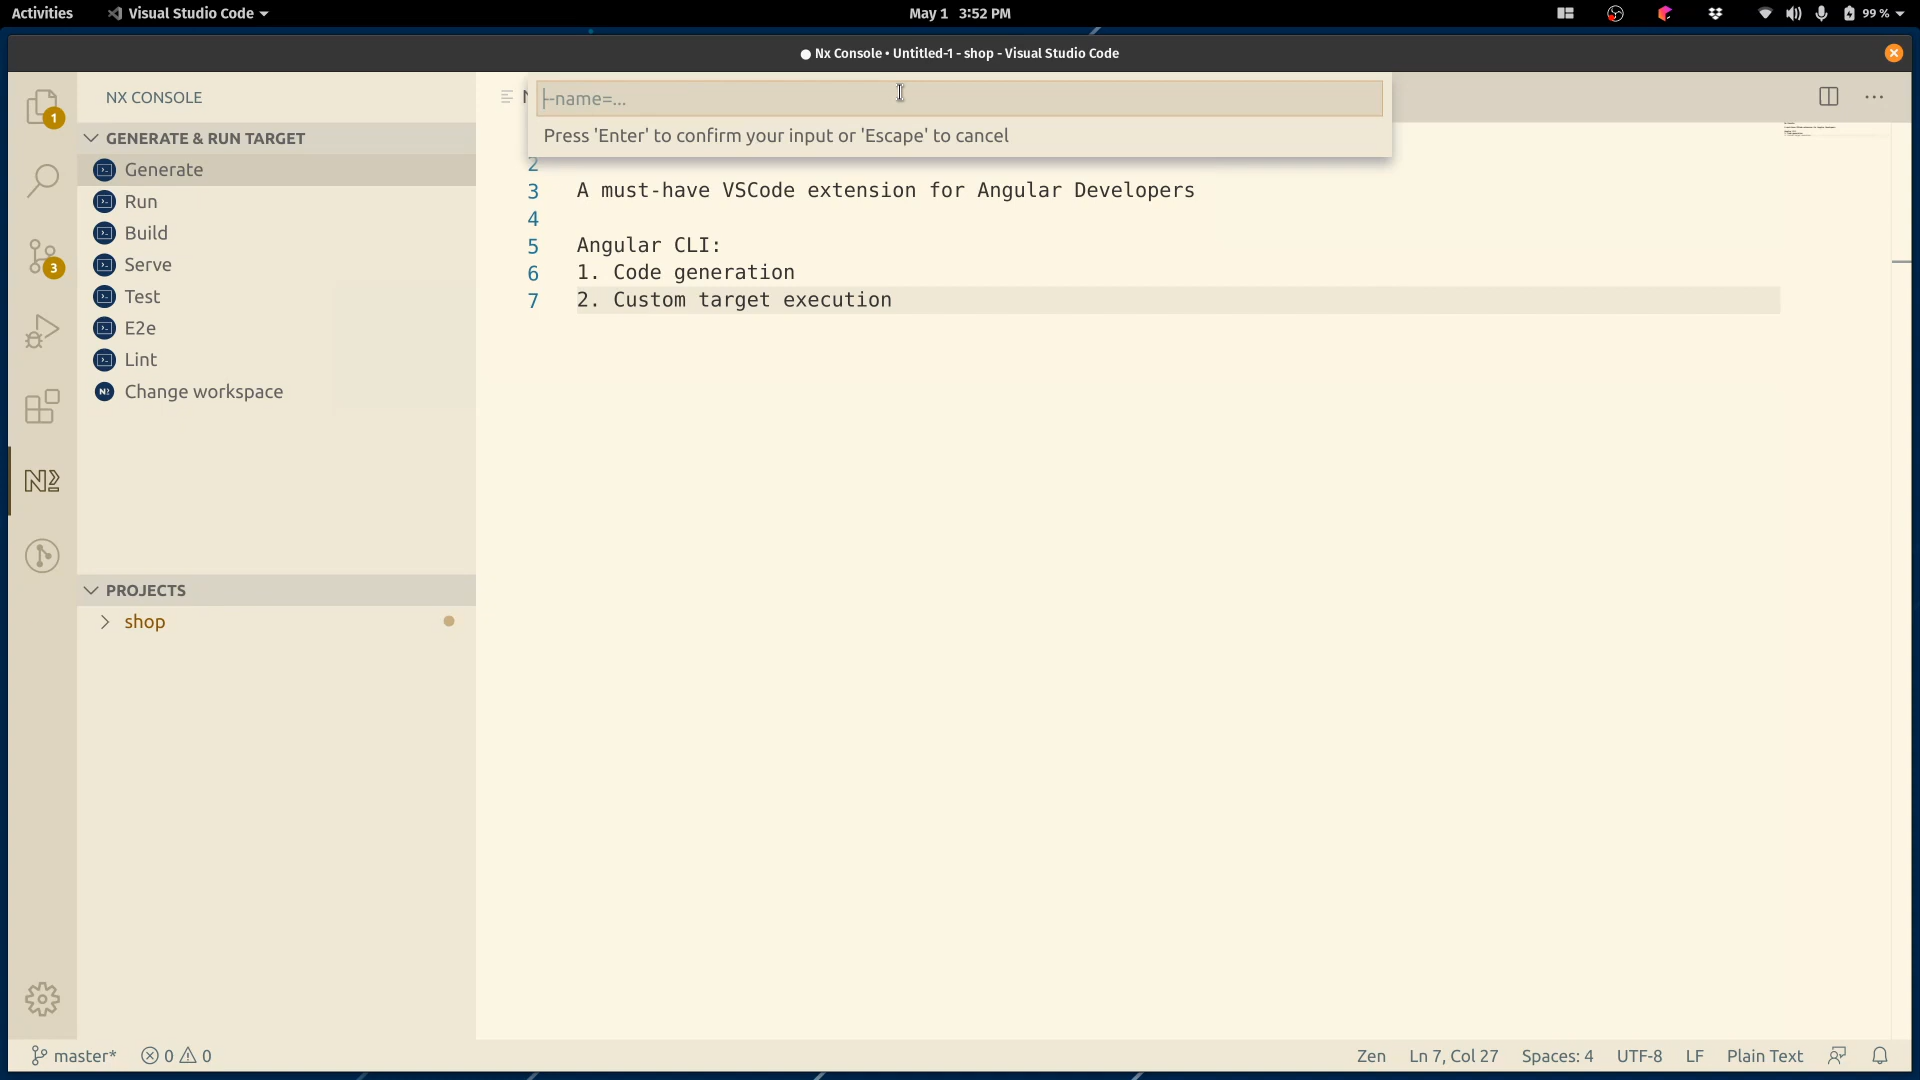 Activities
Visual Studio Code
May 1 3:52 PM
99 %
● Nx Console • Untitled-1 - shop - Visual Studio Code
1
3
NX CONSOLE
GENERATE & RUN TARGET
Generate
Run
Build
Serve
Test
E2e
Lint
Change workspace
PROJECTS
shop
N
--name=...
Press 'Enter' to confirm your input or 'Escape' to cancel
2
3 A must-have VSCode extension for Angular Developers
4
5 Angular CLI:
6 1. Code generation
7 2. Custom target execution
master*
0 0
Zen
Ln 7, Col 27
Spaces: 4
UTF-8
LF
Plain Text